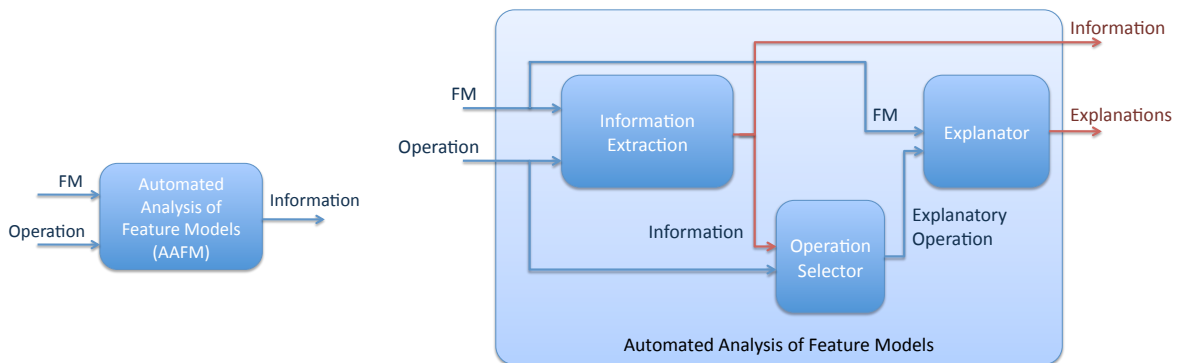 FM
Operation
Automated
Analysis of
Feature Models
(AAFM)
Information
FM
Operation
Information
Extraction
Information
Operation
Selector
FM
Explanatory
Operation
Explanator
Information
Explanations
Automated Analysis of Feature Models